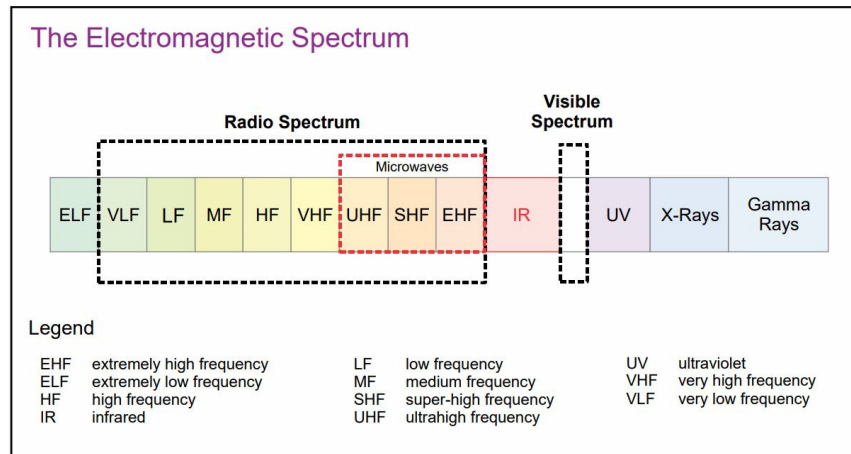 The Electromagnetic Spectrum
Radio Spectrum
Visible
Spectrum
Microwaves
ELF VLF LF MF HF VHF UHF SHF EHF IR UV X-Rays Gamma
Rays
Legend
EHF extremely high frequency
ELF extremely low frequency
HF high frequency
IR infrared
LF low frequency
MF medium frequency
SHF super-high frequency
UHF ultrahigh frequency
UV ultraviolet
VHF very high frequency
VLF very low frequency